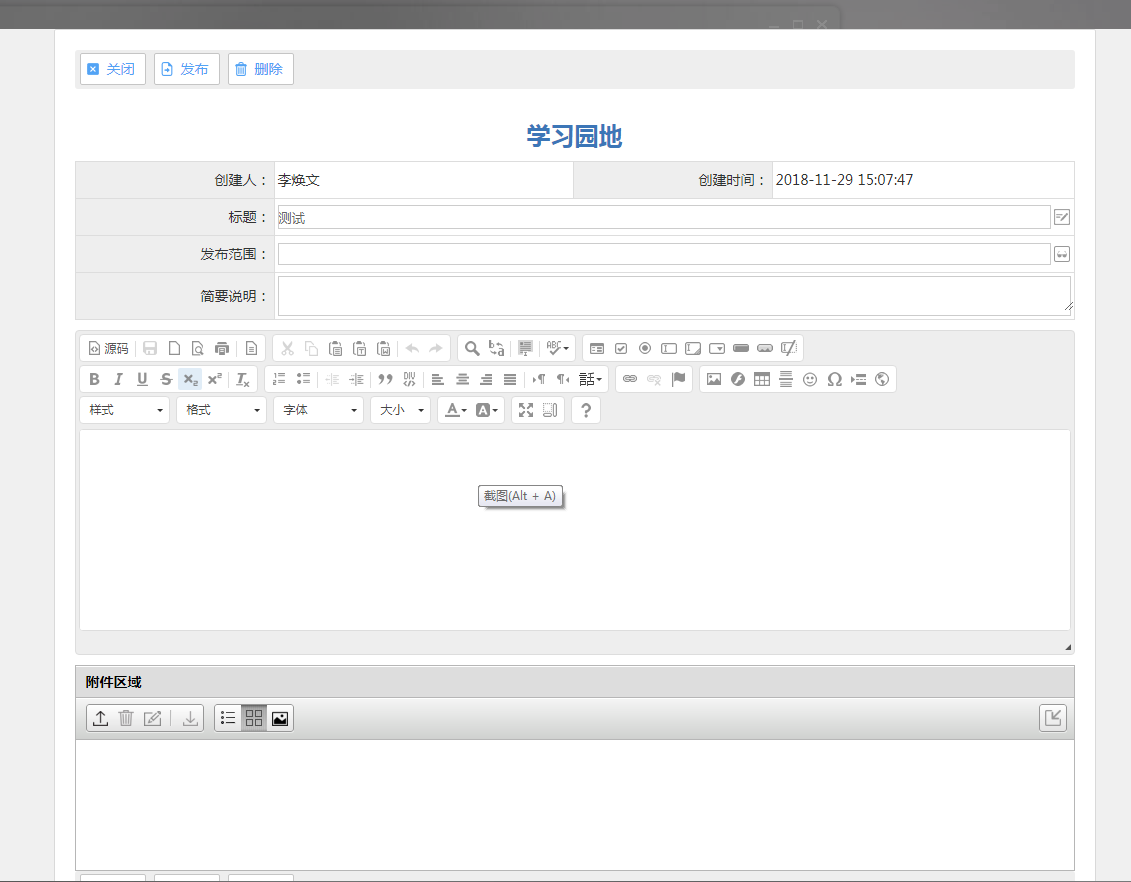 关闭 发布 删除
学习园地
创建人： 李焕文 创建时间： 2018-11-29 15:07:47
标题： 测试
发布范围：
简要说明：
源码
样式 格式 字体 大小
截图(Alt + A)
附件区域